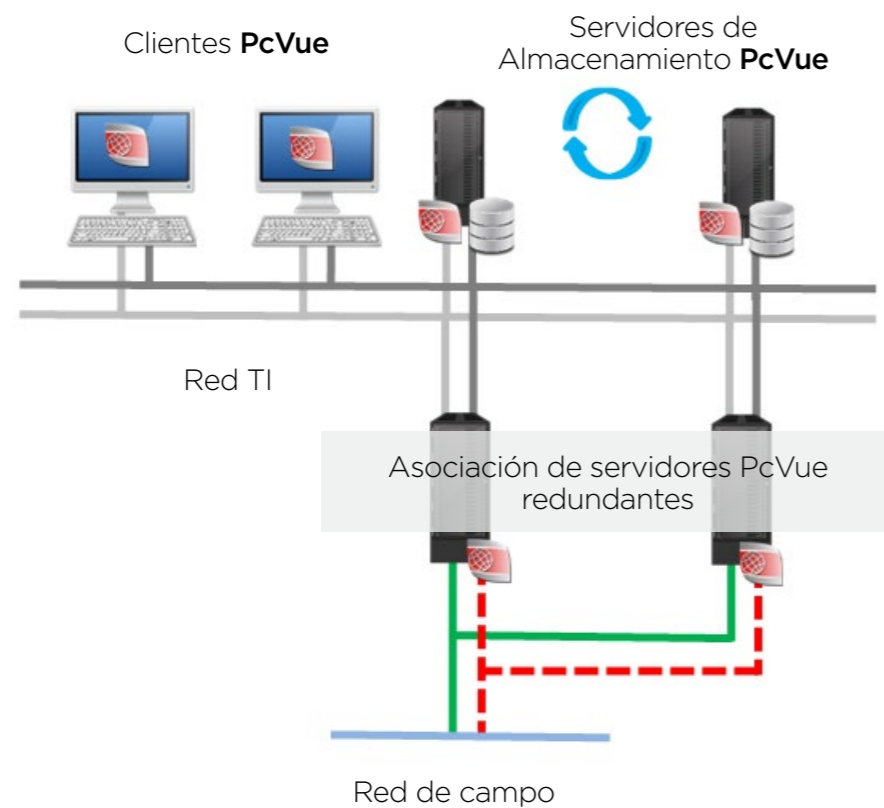 Clientes PcVue
Servidores de
Almacenamiento PcVue
Red TI
Asociación de servidores PcVue
redundantes
Red de campo